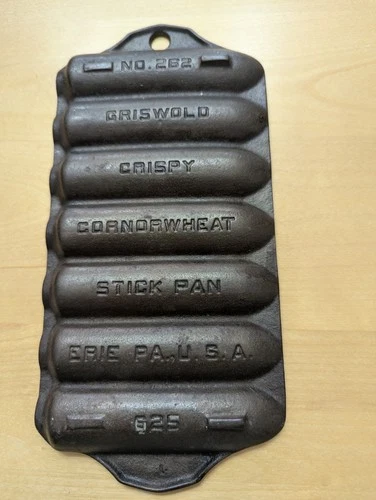 NO. 262
GRISWOLD
CRISPY
CORNORWHEAT
STICK PAN
ERIE PA., U.S.A.
625